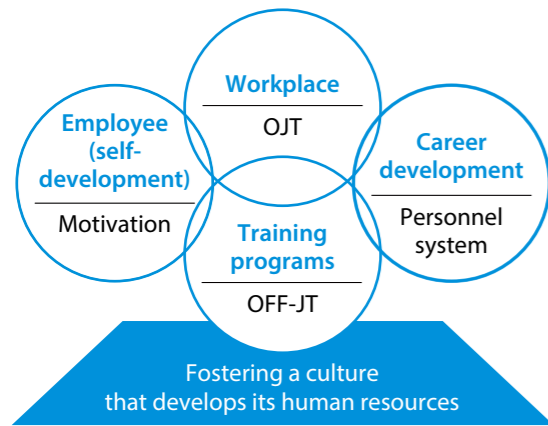 Workplace
OJT
Employee
(self-
development)
Motivation
Career
development
Personnel
system
Training
programs
OFF-JT
Fostering a culture
that develops its human resources